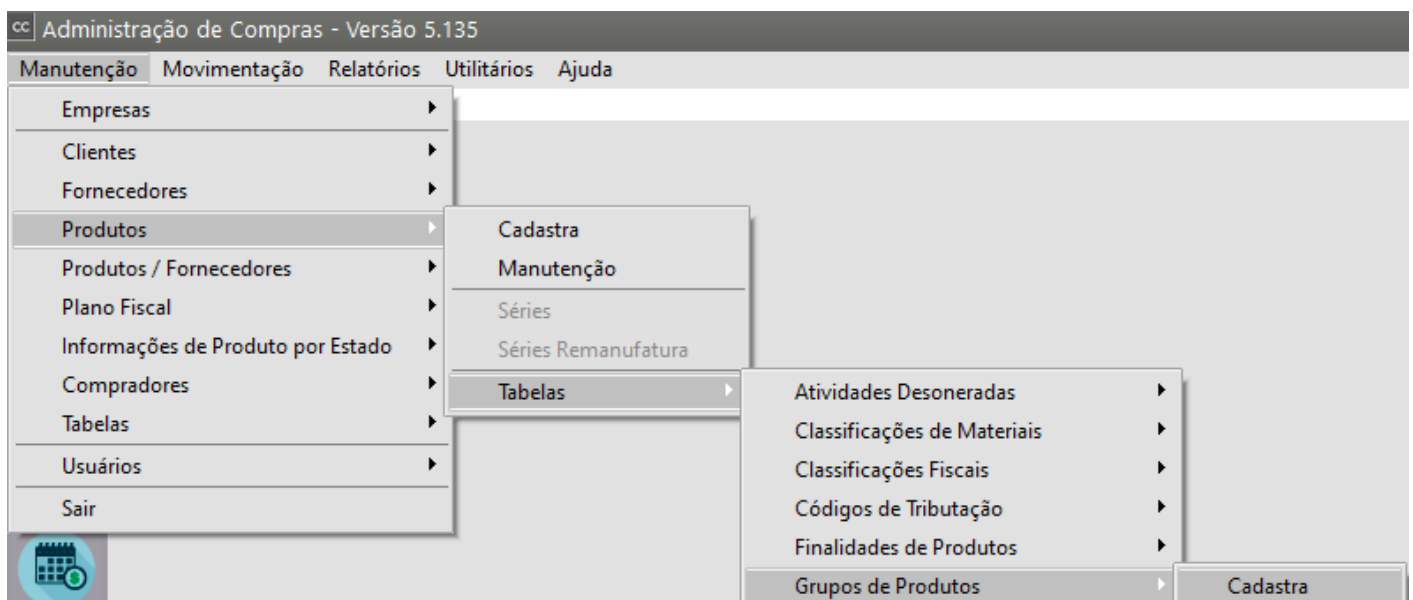 cc Administração de Compras - Versão 5.135
Manutenção Movimentação Relatórios Utilitários Ajuda
Empresas
Clientes
Fornecedores
Produtos
Produtos / Fornecedores
Plano Fiscal
Informações de Produto por Estado
Compradores
Tabelas
Usuários
Sair
Cadastra
Manutenção
Séries
Séries Remanufatura
Tabelas
Atividades Desoneradas
Classificações de Materiais
Classificações Fiscais
Códigos de Tributação
Finalidades de Produtos
Grupos de Produtos
Cadastra